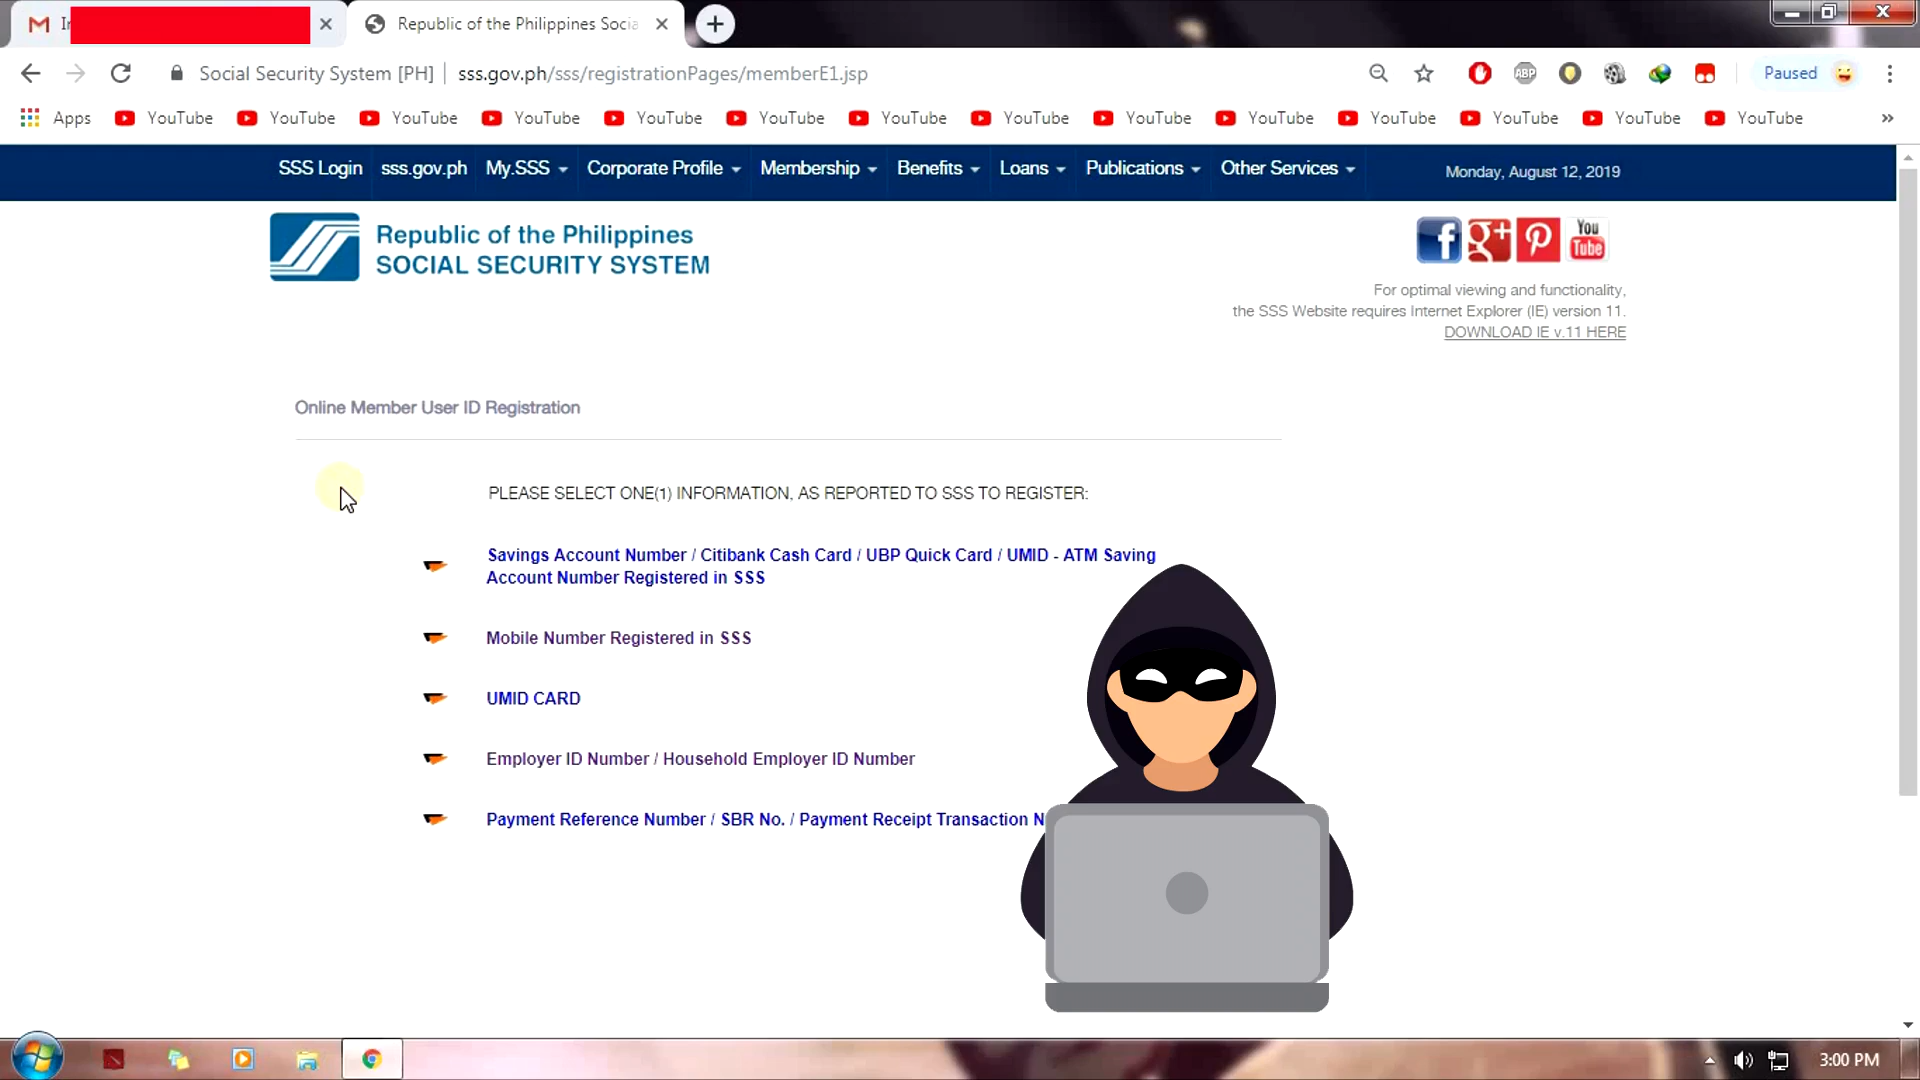 Republic of the Philippines Socia
Social Security System [PH] sss.gov.ph/sss/registrationPages/memberE1.jsp
ABP
Paused
Apps YouTube YouTube YouTube YouTube YouTube YouTube YouTube YouTube YouTube YouTube YouTube YouTube YouTube YouTube »
SSS Login sss.gov.ph My.SSS Corporate Profile Membership Benefits Loans Publications Other Services Monday, August 12, 2019
Republic of the Philippines
SOCIAL SECURITY SYSTEM
f g+ You Tube
For optimal viewing and functionality,
the SSS Website requires Internet Explorer (IE) version 11.
DOWNLOAD IE v.11 HERE
Online Member User ID Registration
PLEASE SELECT ONE(1) INFORMATION, AS REPORTED TO SSS TO REGISTER:
Savings Account Number / Citibank Cash Card / UBP Quick Card / UMID - ATM Saving
Account Number Registered in SSS
Mobile Number Registered in SSS
UMID CARD
Employer ID Number / Household Employer ID Number
Payment Reference Number / SBR No. / Payment Receipt Transaction N
3:00 PM